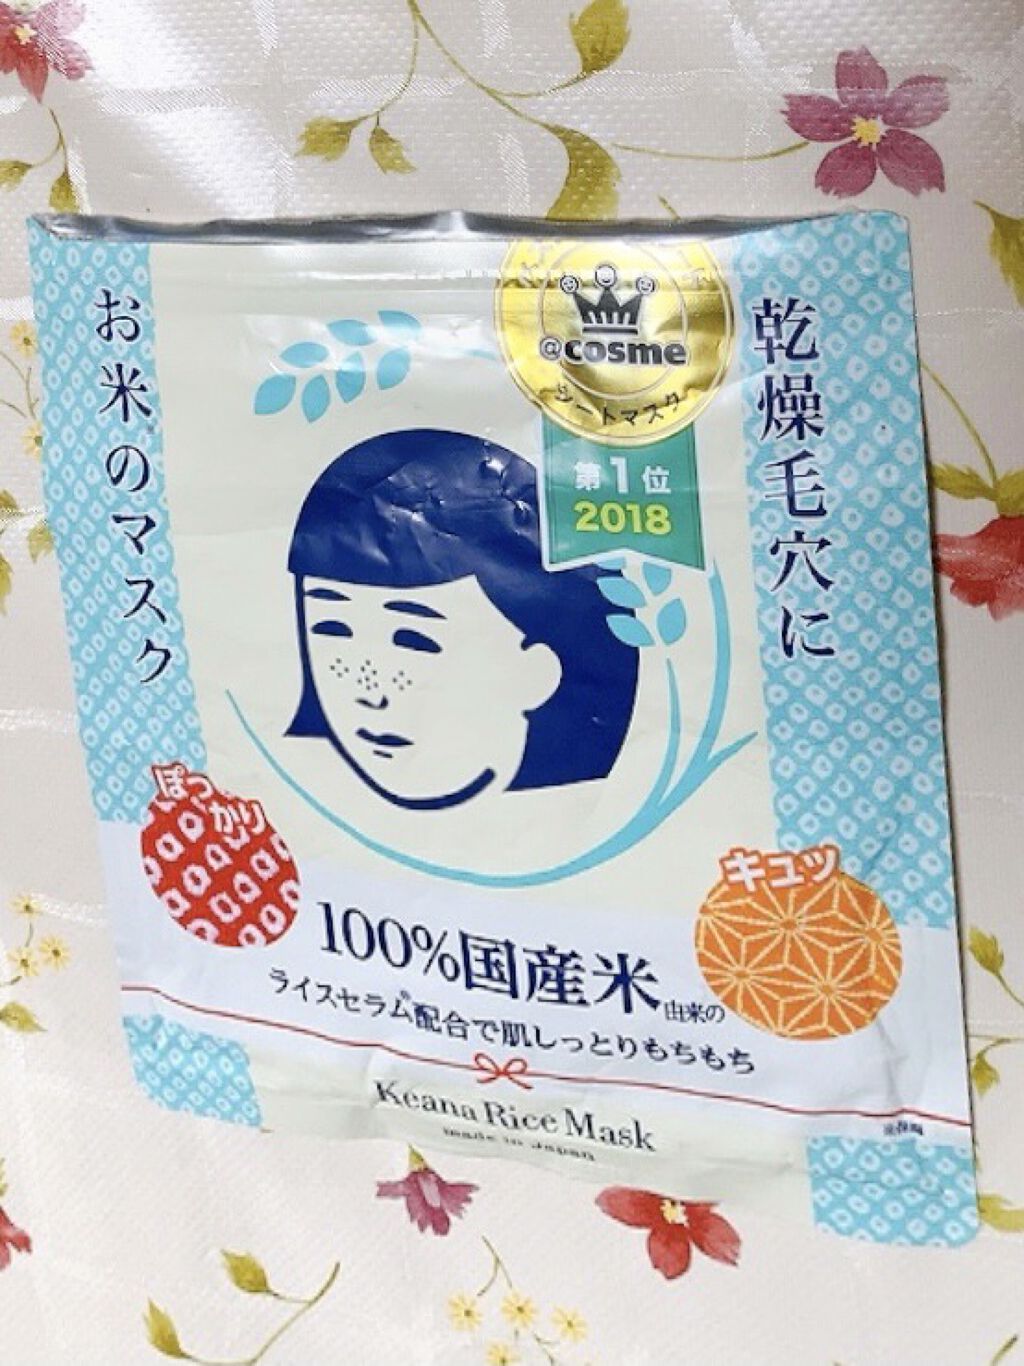 乾燥毛穴に
お米のマスク
@cosme
シートマスク
第1位
2018
ぽっかり
キュッ
100%国産米由来の
ライスセラム®配合で肌しっとりもちもち
Keana Rice Mask
made in Japan